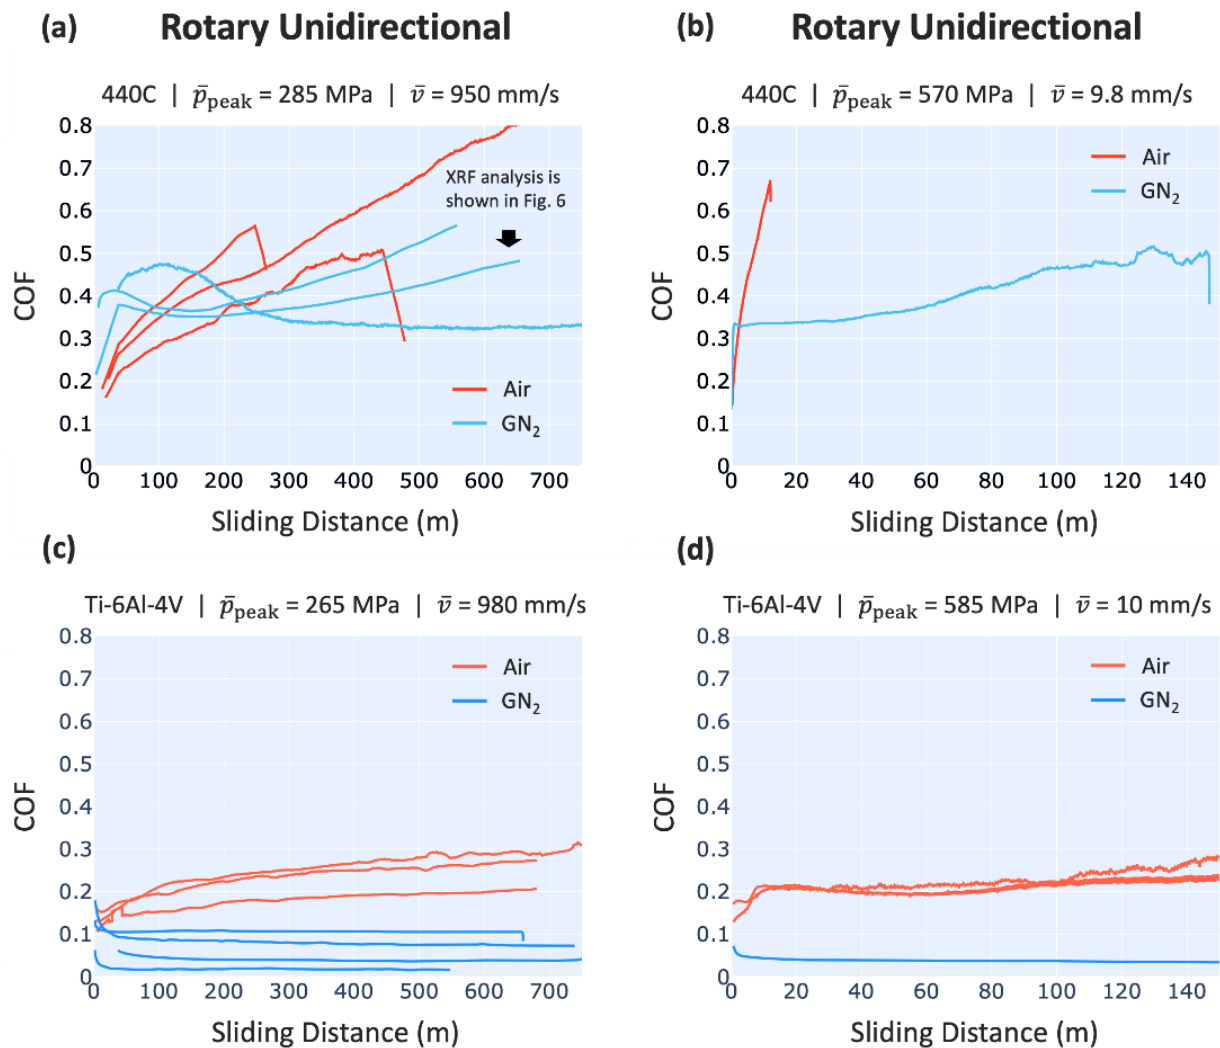 (a) Rotary Unidirectional
440C | p̄peak = 285 MPa | v̄ = 950 mm/s
0.8
0.7
0.6
0.5
0.4
0.3
0.2
0.1
0
COF
XRF analysis is
shown in Fig. 6
Air
GN2
0 100 200 300 400 500 600 700
Sliding Distance (m)
(b) Rotary Unidirectional
440C | p̄peak = 570 MPa | v̄ = 9.8 mm/s
0.8
0.7
0.6
0.5
0.4
0.3
0.2
0.1
0
COF
Air
GN2
0 20 40 60 80 100 120 140
Sliding Distance (m)
(c)
Ti-6Al-4V | p̄peak = 265 MPa | v̄ = 980 mm/s
0.8
0.7
0.6
0.5
0.4
0.3
0.2
0.1
0
COF
Air
GN2
0 100 200 300 400 500 600 700
Sliding Distance (m)
(d)
Ti-6Al-4V | p̄peak = 585 MPa | v̄ = 10 mm/s
0.8
0.7
0.6
0.5
0.4
0.3
0.2
0.1
0
COF
Air
GN2
0 20 40 60 80 100 120 140
Sliding Distance (m)